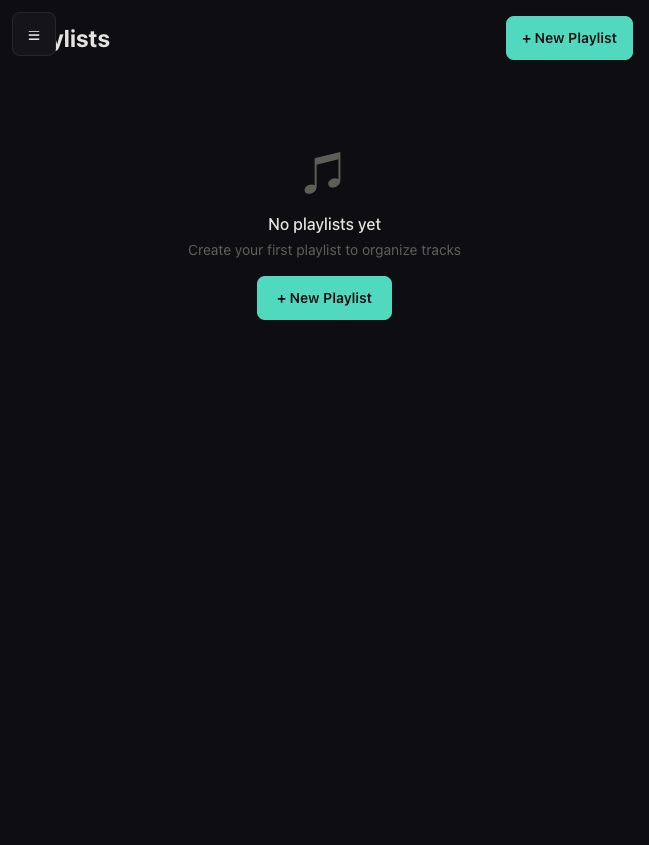 ylists
+ New Playlist
No playlists yet
Create your first playlist to organize tracks
+ New Playlist